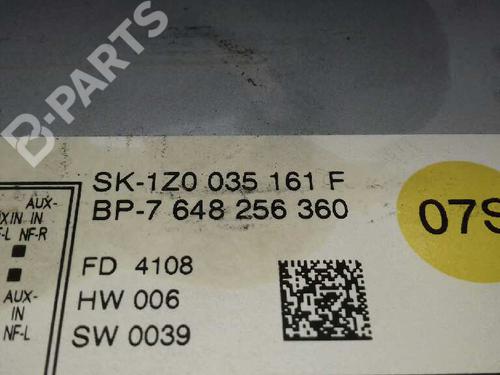 B-PARTS
SK-1Z0 035 161 F
BP-7 648 256 360
07S
AUX-
IN IN
-L NF-R
AUX-
IN
NF-L
FD 4108
HW 006
SW 0039